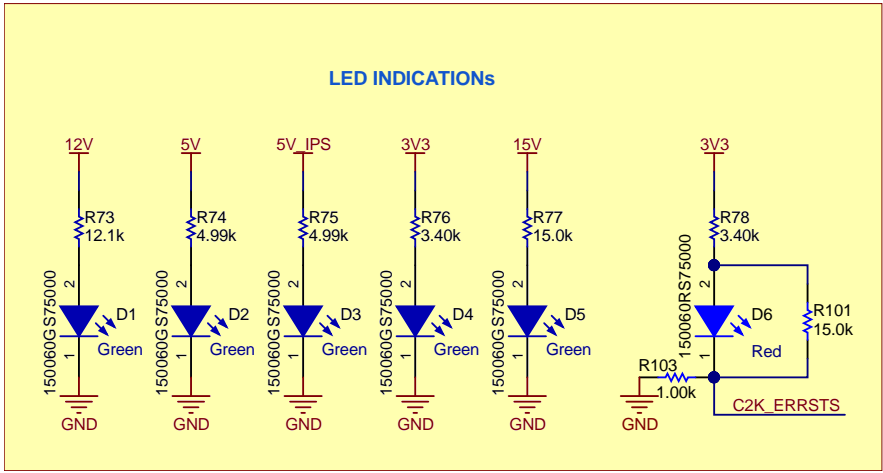 LED INDICATIONs
12V
5V
5V_IPS
3V3
15V
3V3
R73
12.1k
R74
4.99k
R75
4.99k
R76
3.40k
R77
15.0k
R78
3.40k
2
1
150060GS75000
D1
Green
2
1
150060GS75000
D2
Green
2
1
150060GS75000
D3
Green
2
1
150060GS75000
D4
Green
2
1
150060GS75000
D5
Green
2
1
150060RS75000
D6
Red
R101
15.0k
R103
1.00k
C2K_ERRSTS
GND
GND
GND
GND
GND
GND